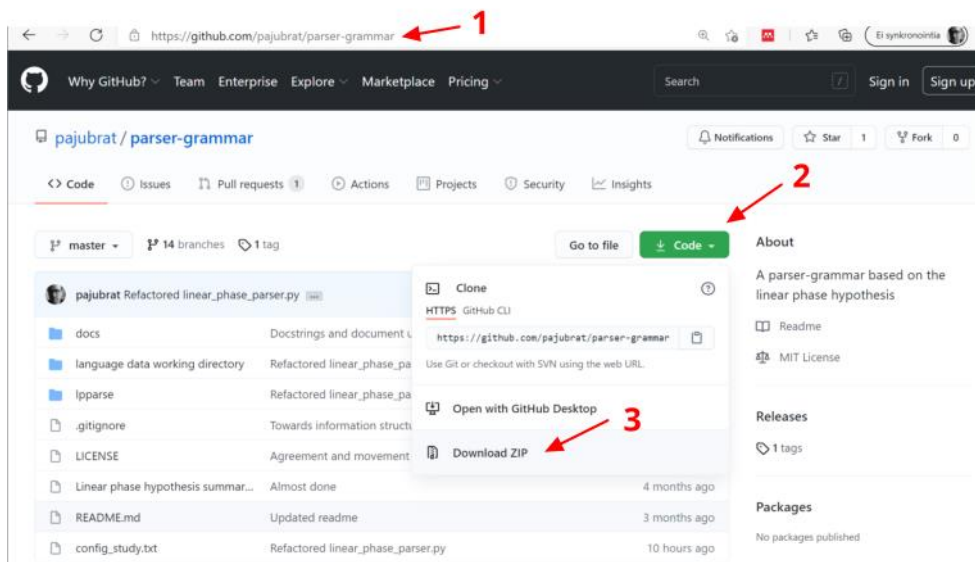 1
https://github.com/pajubrat/parser-grammar
Ei synkronointia
Why GitHub? Team Enterprise Explore Marketplace Pricing Search / Sign in Sign up
pajubrat / parser-grammar
Notifications Star 1 Fork 0
<> Code Issues Pull requests 1 Actions Projects Security Insights
2
master 14 branches 1 tag Go to file Code About
A parser-grammar based on the
linear phase hypothesis
pajubrat Refactored linear_phase_parser.py ...
Clone
HTTPS GitHub CLI
https://github.com/pajubrat/parser-grammar
Use Git or checkout with SVN using the web URL.
Open with GitHub Desktop
3
Download ZIP
docs Docstrings and document u
language data working directory Refactored linear_phase_pa
lpparse Refactored linear_phase_pa
.gitignore Towards information structu
LICENSE Agreement and movement
Linear phase hypothesis summar... Almost done 4 months ago
README.md Updated readme 3 months ago
config_study.txt Refactored linear_phase_parser.py 10 hours ago
Readme
MIT License
Releases
1 tags
Packages
No packages published